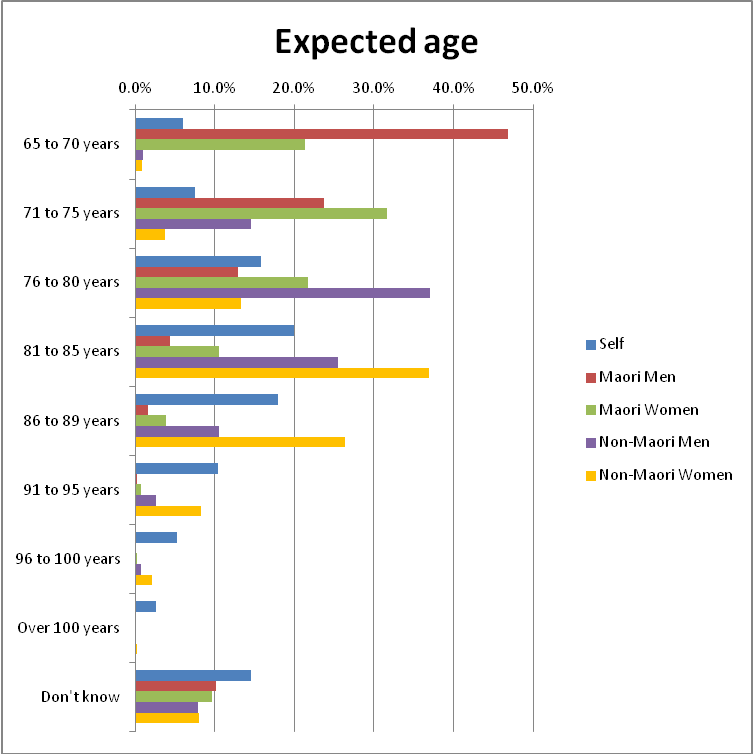 Expected age
0.0% 10.0% 20.0% 30.0% 40.0% 50.0%
65 to 70 years
71 to 75 years
76 to 80 years
81 to 85 years
86 to 89 years
91 to 95 years
96 to 100 years
Over 100 years
Don't know
Self
Maori Men
Maori Women
Non-Maori Men
Non-Maori Women